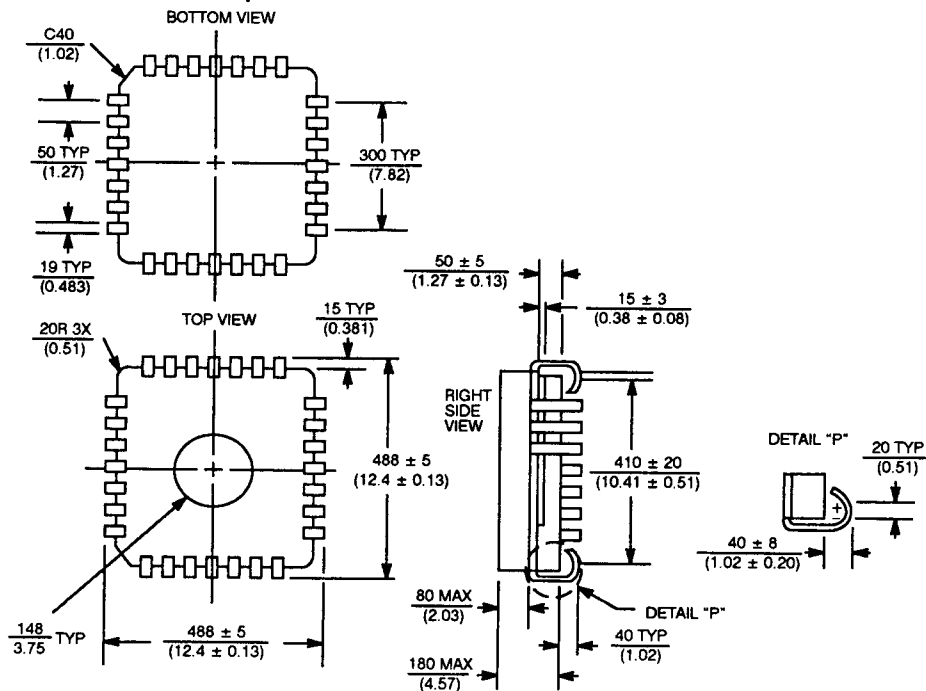 BOTTOM VIEW
C40
(1.02)
50 TYP
(1.27)
300 TYP
(7.82)
19 TYP
(0.483)
TOP VIEW
20R 3X
(0.51)
15 TYP
(0.381)
50 ± 5
(1.27 ± 0.13)
15 ± 3
(0.38 ± 0.08)
RIGHT
SIDE
VIEW
488 ± 5
(12.4 ± 0.13)
410 ± 20
(10.41 ± 0.51)
DETAIL "P"
20 TYP
(0.51)
40 ± 8
(1.02 ± 0.20)
80 MAX
(2.03)
DETAIL "P"
40 TYP
(1.02)
148 TYP
3.75
488 ± 5
(12.4 ± 0.13)
180 MAX
(4.57)